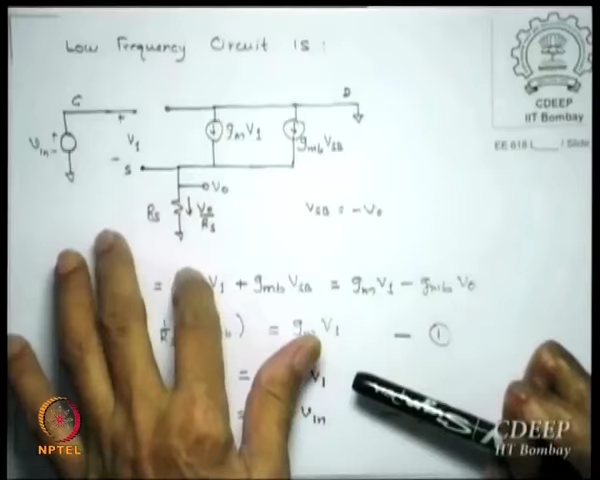 Low Frequency Circuit is :
CDEEP
IIT Bombay
EE 618 L / Slide
G
D
+
Vin
V1
-
S
gm V1
gmb VSB
Vo
Rs
Vo/Rs
VSB = -Vo
= V1 + gmb VSB = gm V1 - gmb Vo
) = gm V1 - 1
= V1
= Vin
NPTEL
CDEEP
IIT Bombay